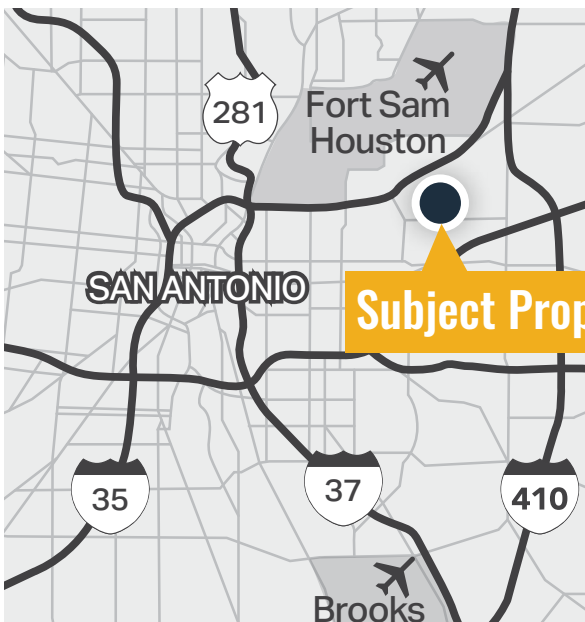 281
Fort Sam
Houston
SAN ANTONIO
Subject Prop
35
37
410
Brooks